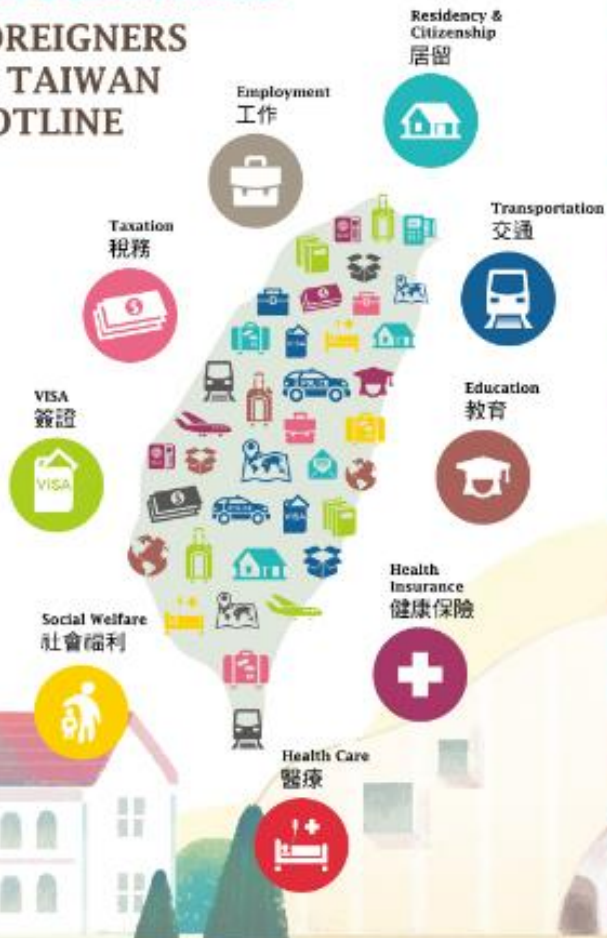 OREIGNERS
TAIWAN
OTLINE
Residency &
Citizenship
居留
Employment
工作
Transportation
交通
Taxation
稅務
Education
教育
VISA
簽證
VISA
VISA
VISA
Health
Insurance
健康保險
Social Welfare
社會福利
Health Care
醫療